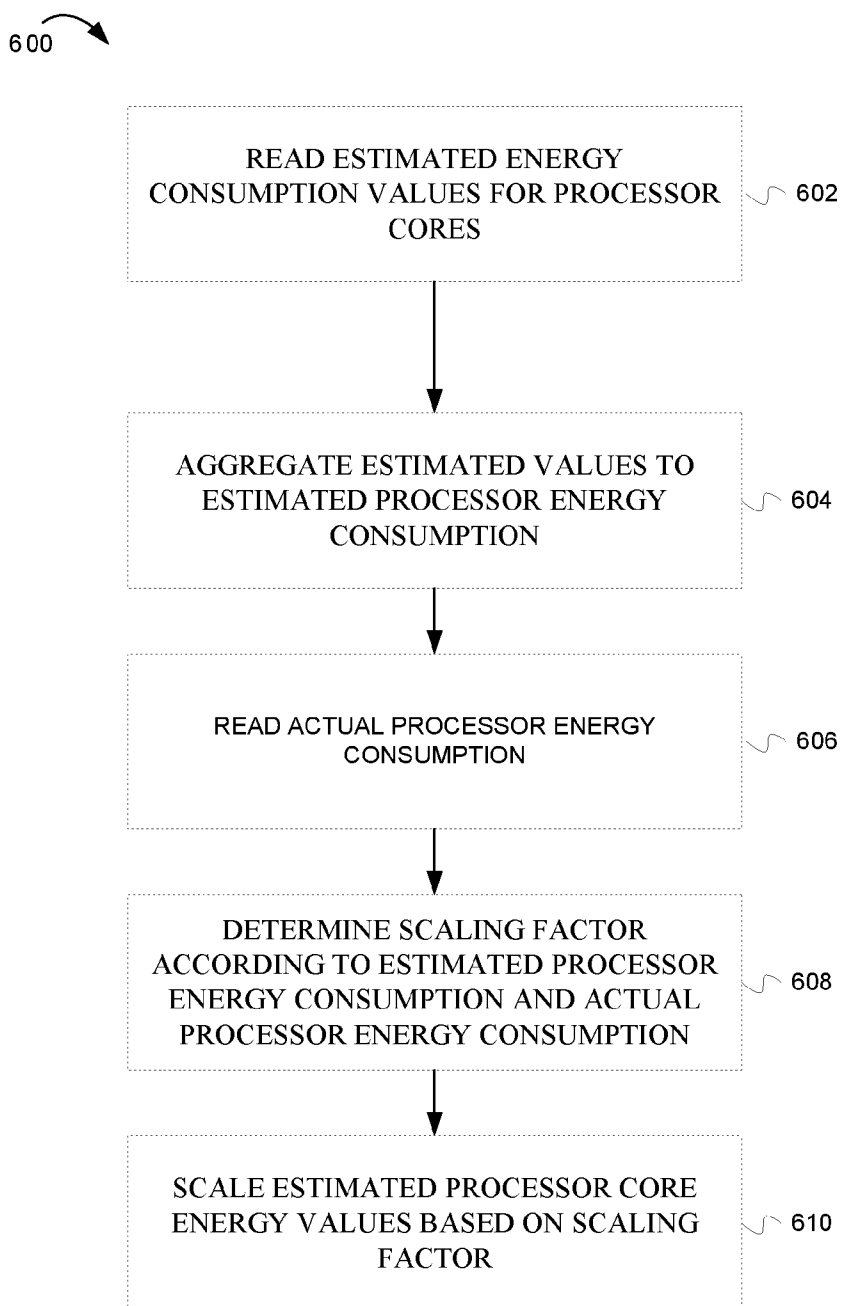 600
READ ESTIMATED ENERGY
CONSUMPTION VALUES FOR PROCESSOR
CORES
602
AGGREGATE ESTIMATED VALUES TO
ESTIMATED PROCESSOR ENERGY
CONSUMPTION
604
READ ACTUAL PROCESSOR ENERGY
CONSUMPTION
606
DETERMINE SCALING FACTOR
ACCORDING TO ESTIMATED PROCESSOR
ENERGY CONSUMPTION AND ACTUAL
PROCESSOR ENERGY CONSUMPTION
608
SCALE ESTIMATED PROCESSOR CORE
ENERGY VALUES BASED ON SCALING
FACTOR
610